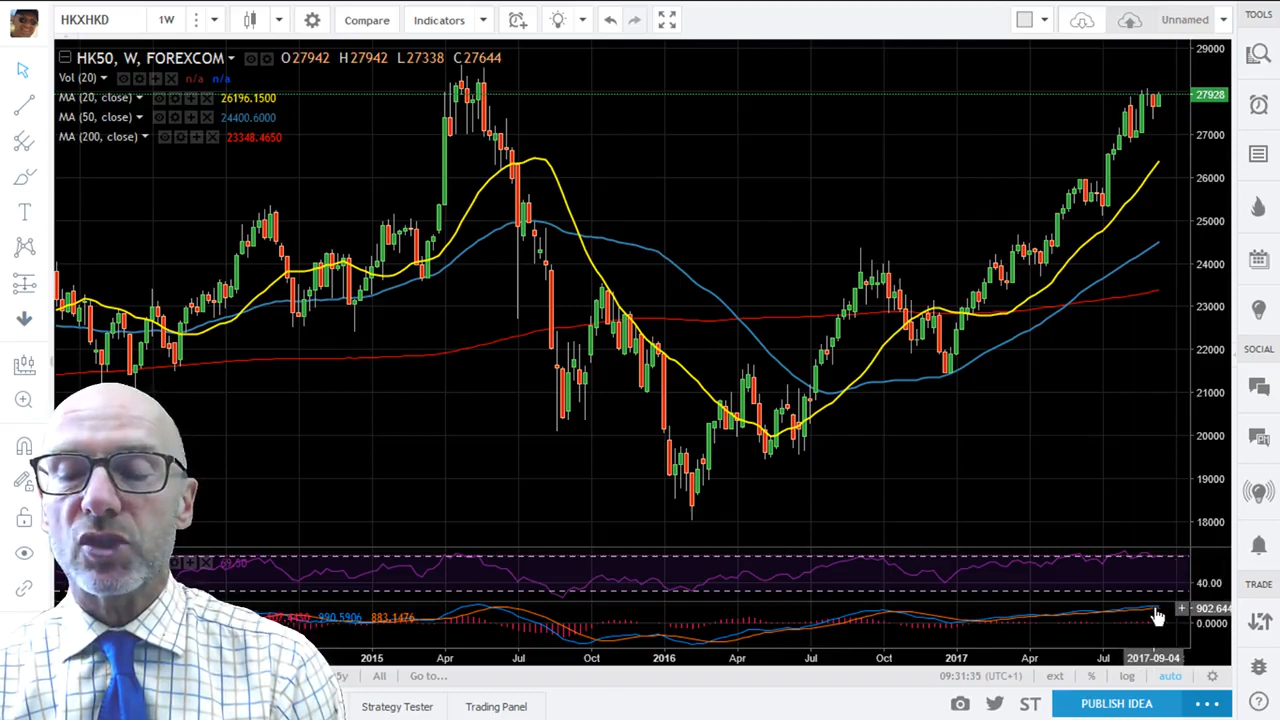 HKXHKD 1W Compare Indicators Unnamed TOOLS
HK50, W, FOREXCOM O27942 H27942 L27338 C27644
Vol (20) n/a n/a
MA (20, close) 26196.1500
MA (50, close) 24400.6000
MA (200, close) 23348.4650
29000
27928
27000
26000
25000
24000
23000
22000
21000
20000
19000
18000
40.00
990.5906 883.1476
902.644
0.0000
2015 Apr Jul Oct 2016 Apr Jul Oct 2017 Apr Jul 2017-09-04
All Go to... 09:31:35 (UTC+1) ext % log auto
Strategy Tester Trading Panel ST PUBLISH IDEA
SOCIAL
TRADE